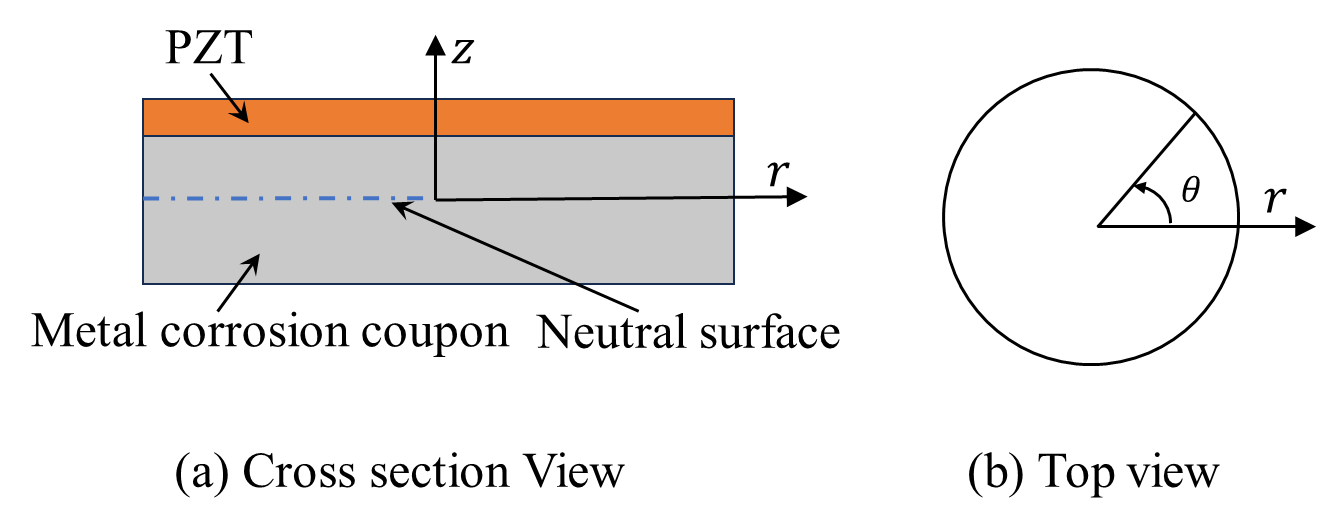 PZT
z
r
Metal corrosion coupon
Neutral surface
(a) Cross section View
θ
r
(b) Top view